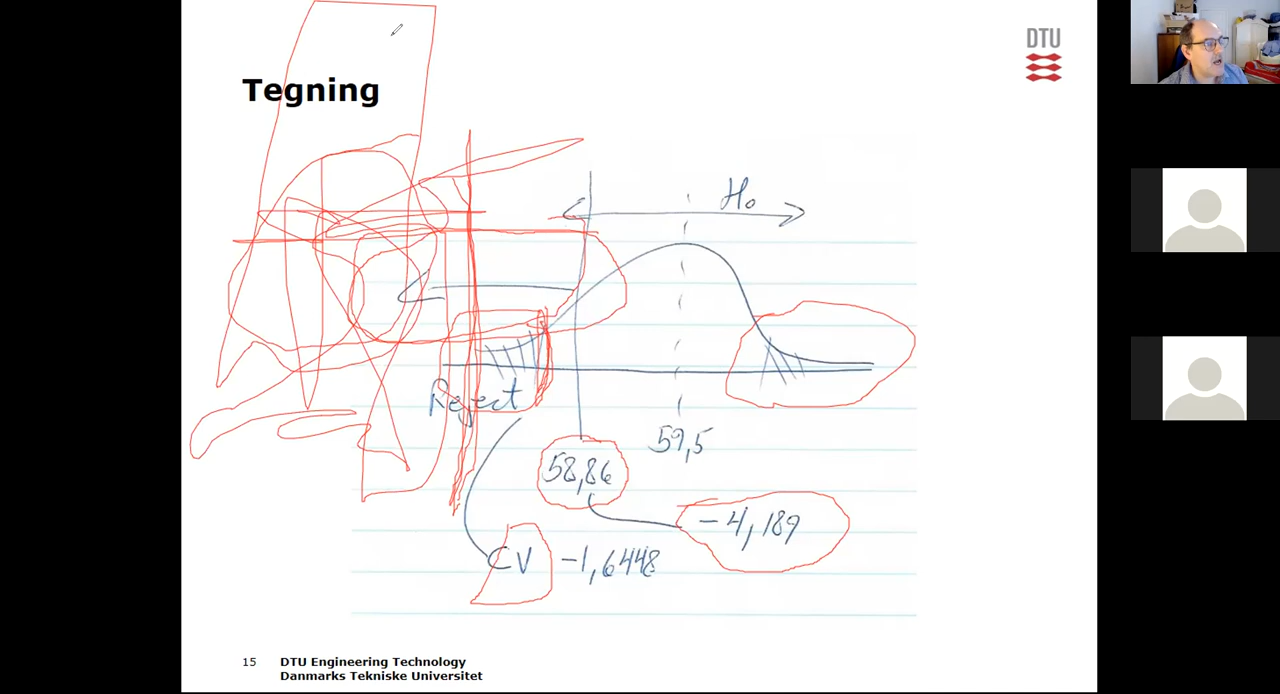 DTU
Tegning
H₀
Reject
59,5
58,86
-4,189
CV -1,6448
15 DTU Engineering Technology
Danmarks Tekniske Universitet